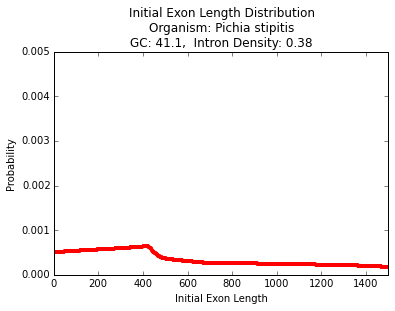 Initial Exon Length Distribution
Organism: Pichia stipitis
GC: 41.1,  Intron Density: 0.38
0.005
0.004
0.003
0.002
0.001
0.000
Probability
0 200 400 600 800 1000 1200 1400
Initial Exon Length